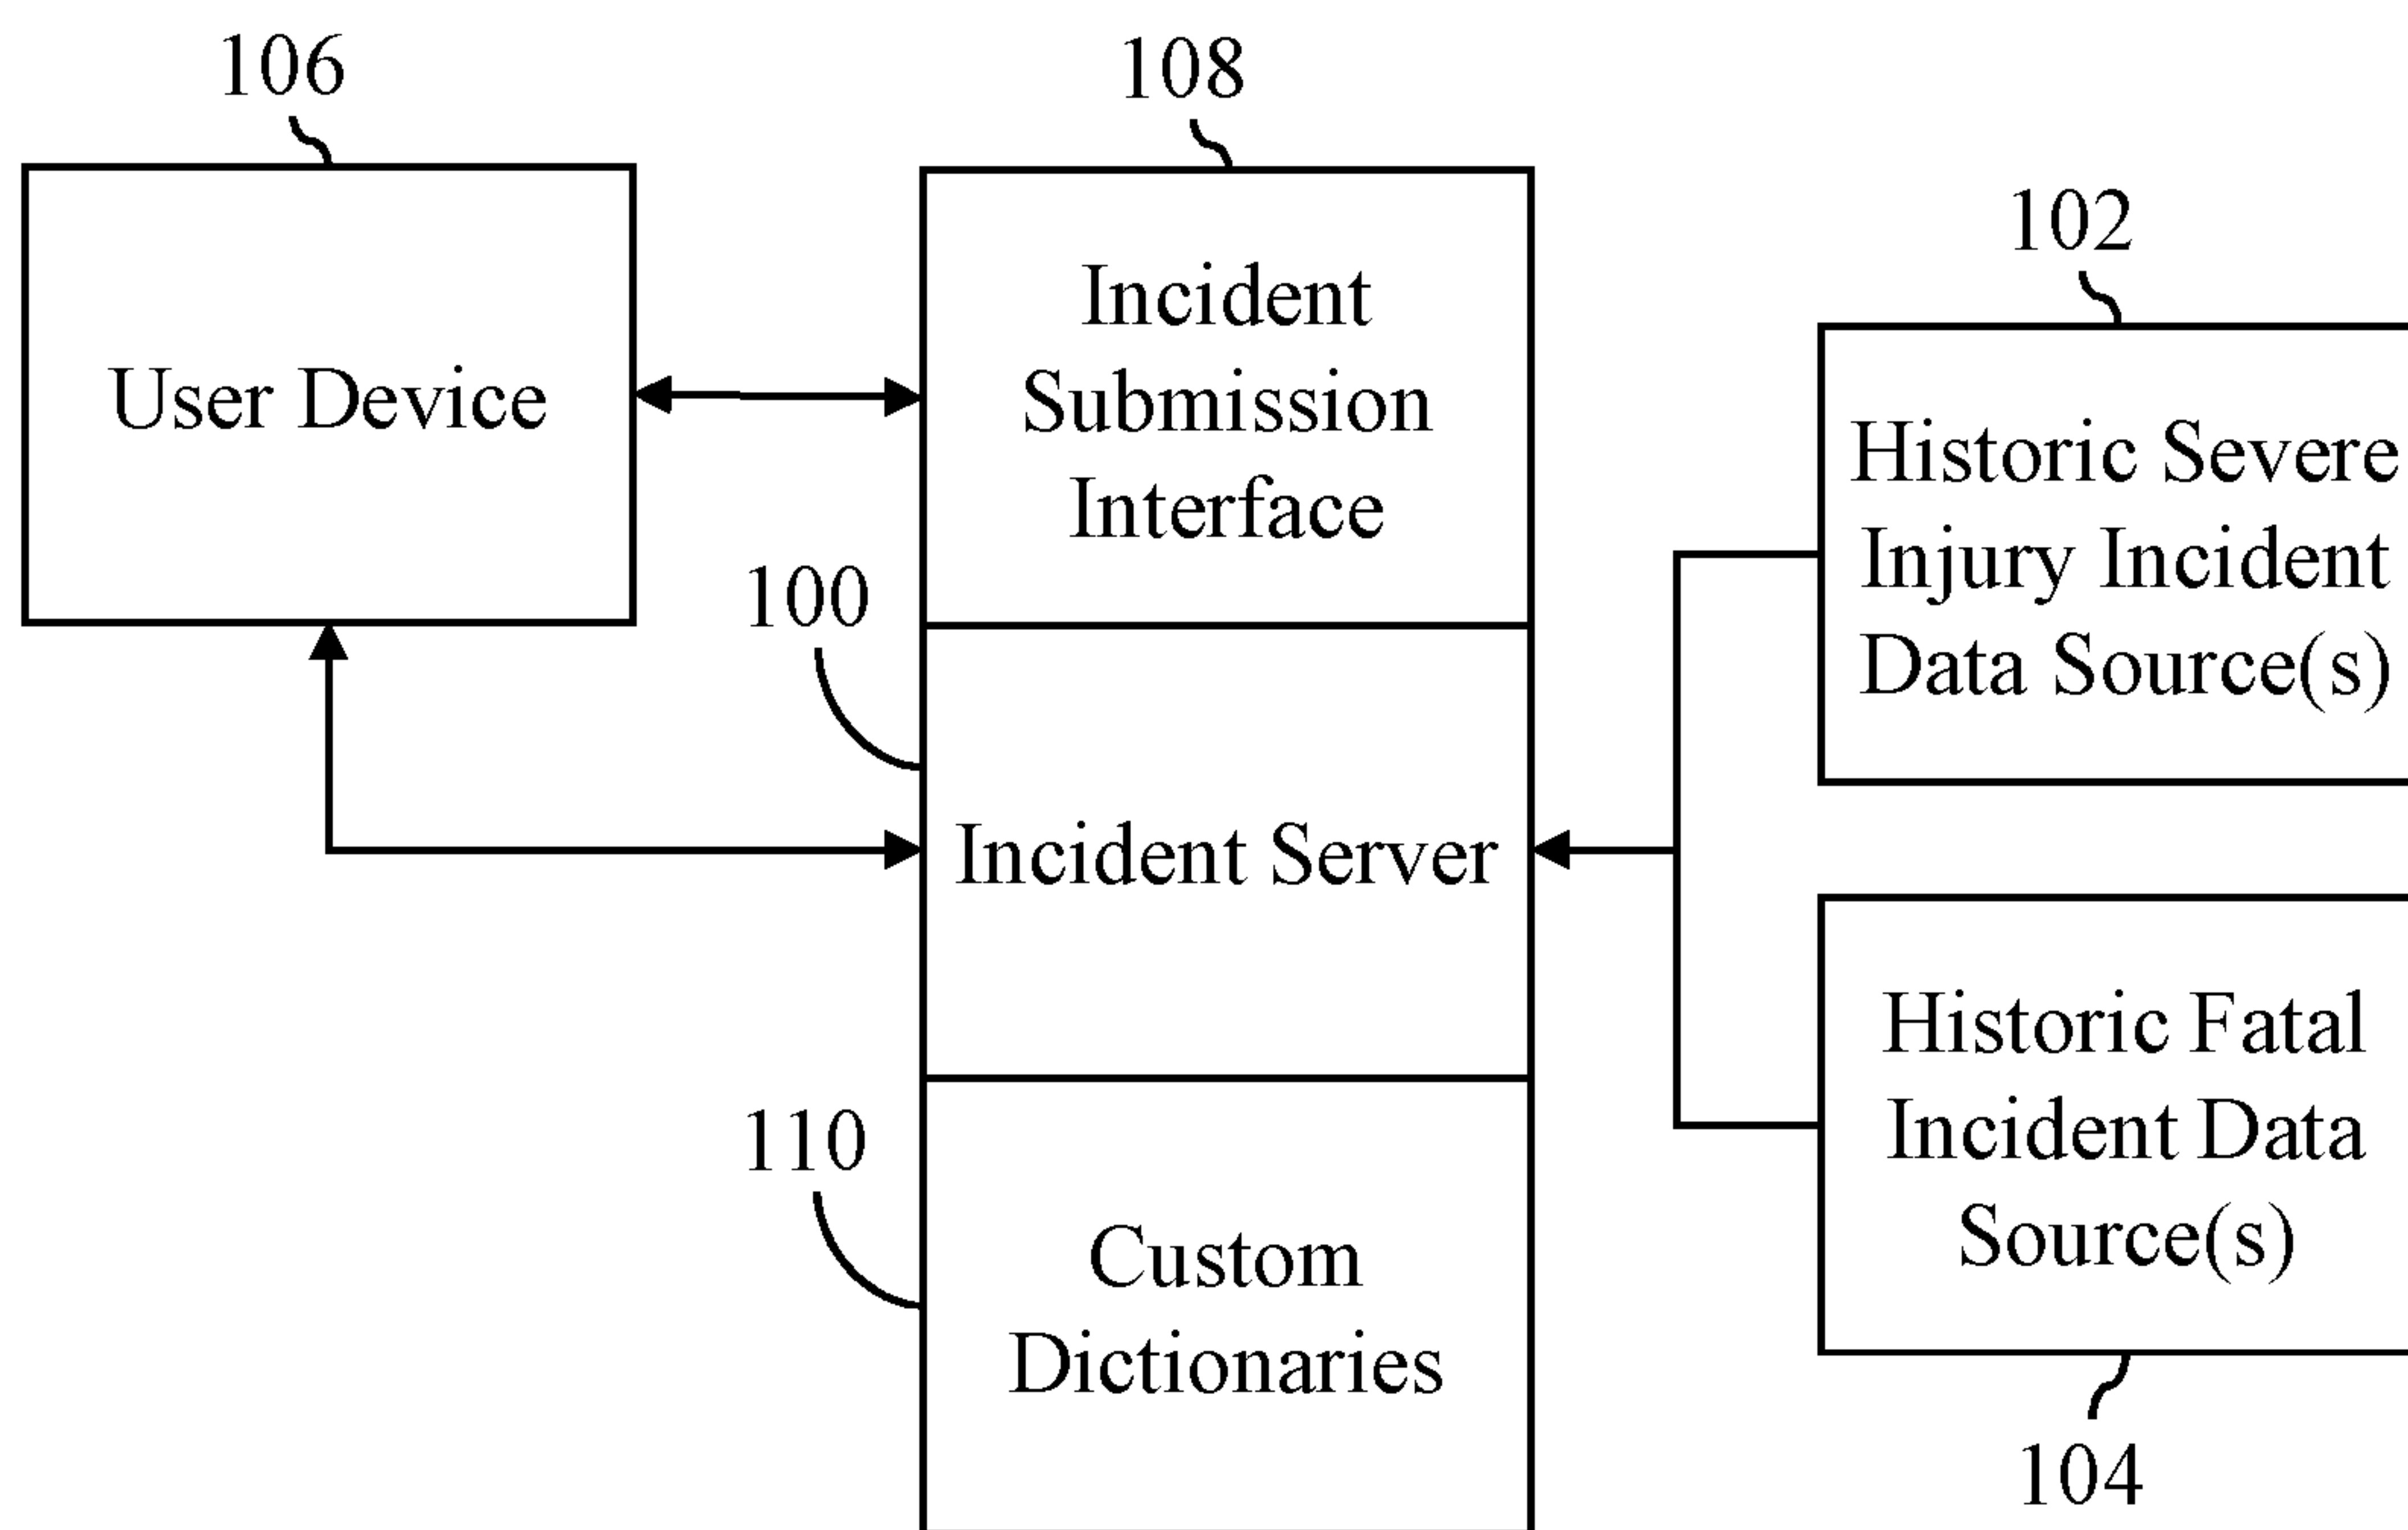 106
User Device
108
Incident
Submission
Interface
100
Incident Server
110
Custom
Dictionaries
102
Historic Severe
Injury Incident
Data Source(s)
Historic Fatal
Incident Data
Source(s)
104